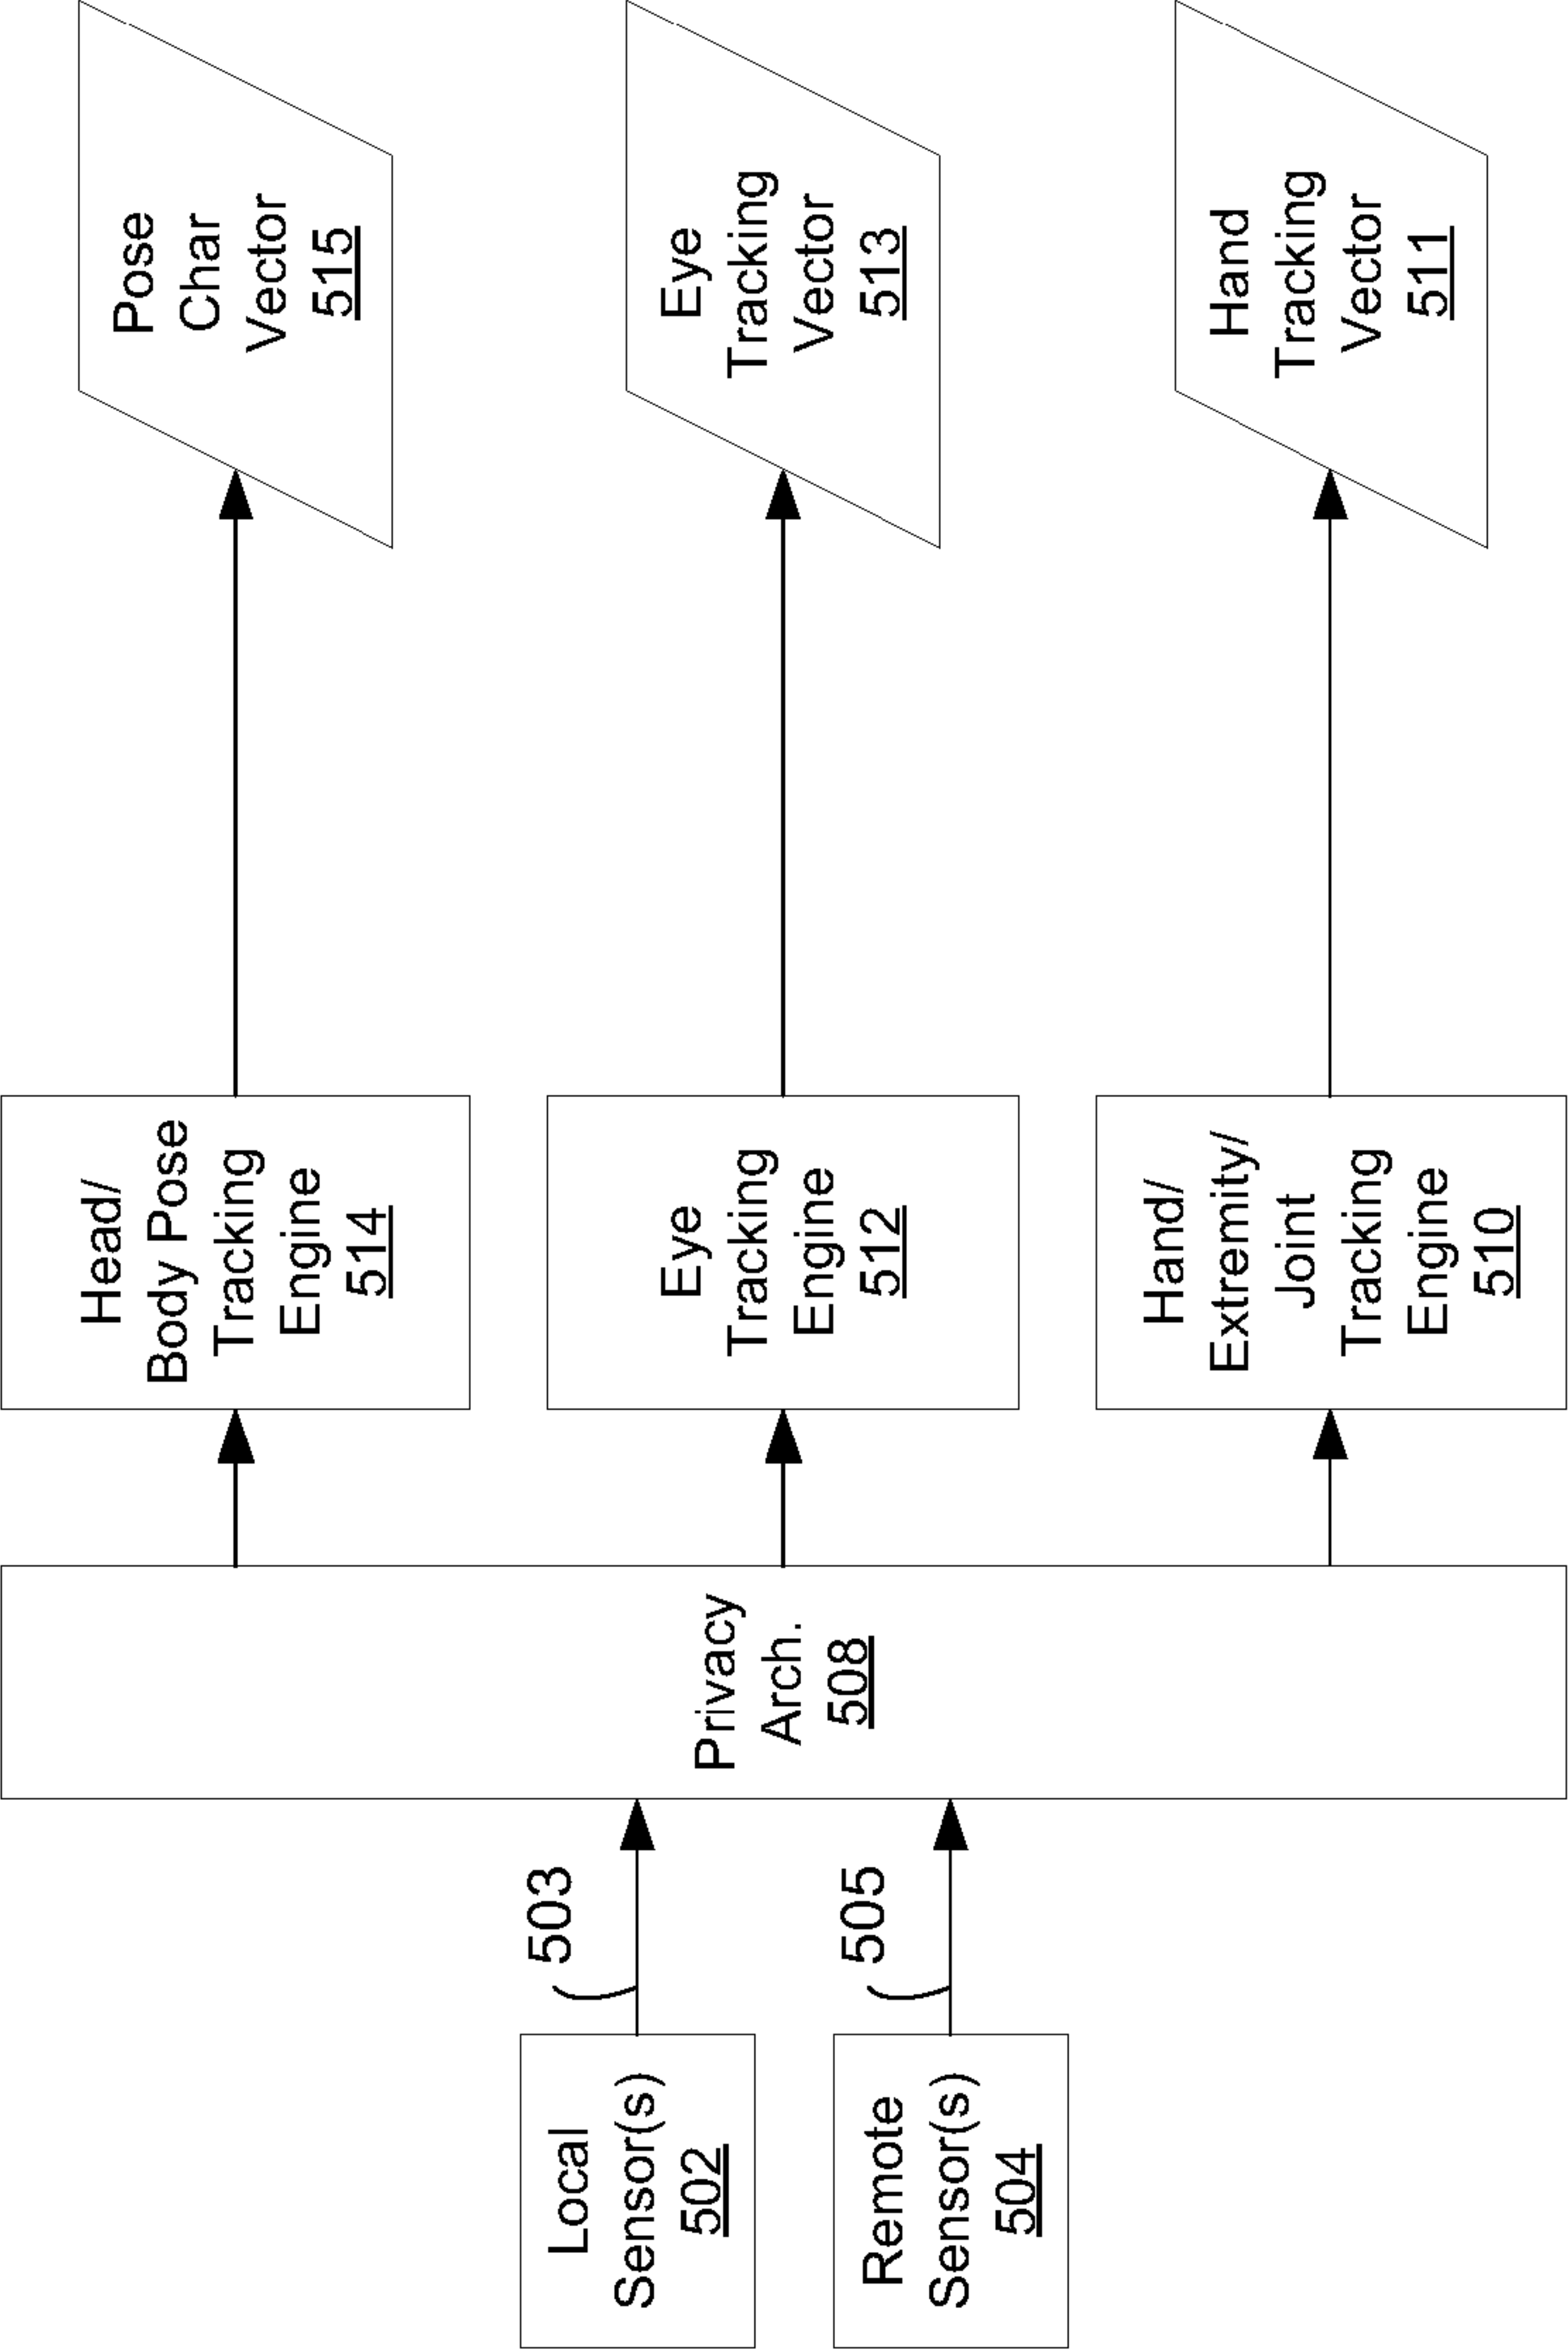 Local
Sensor(s)
502
503
Remote
Sensor(s)
504
505
Privacy
Arch.
508
Head/
Body Pose
Tracking
Engine
514
Eye
Tracking
Engine
512
Hand/
Extremity/
Joint
Tracking
Engine
510
Pose
Char
Vector
515
Eye
Tracking
Vector
513
Hand
Tracking
Vector
511